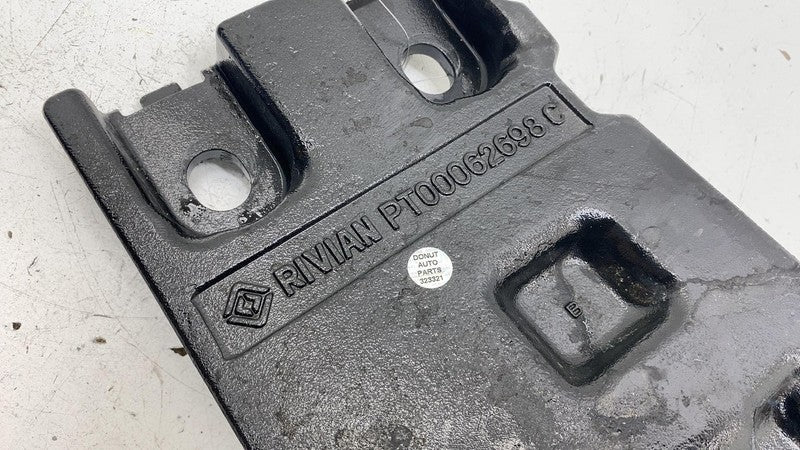 RIVIAN PT00062698 C
DONUT
AUTO
PARTS
323321
B